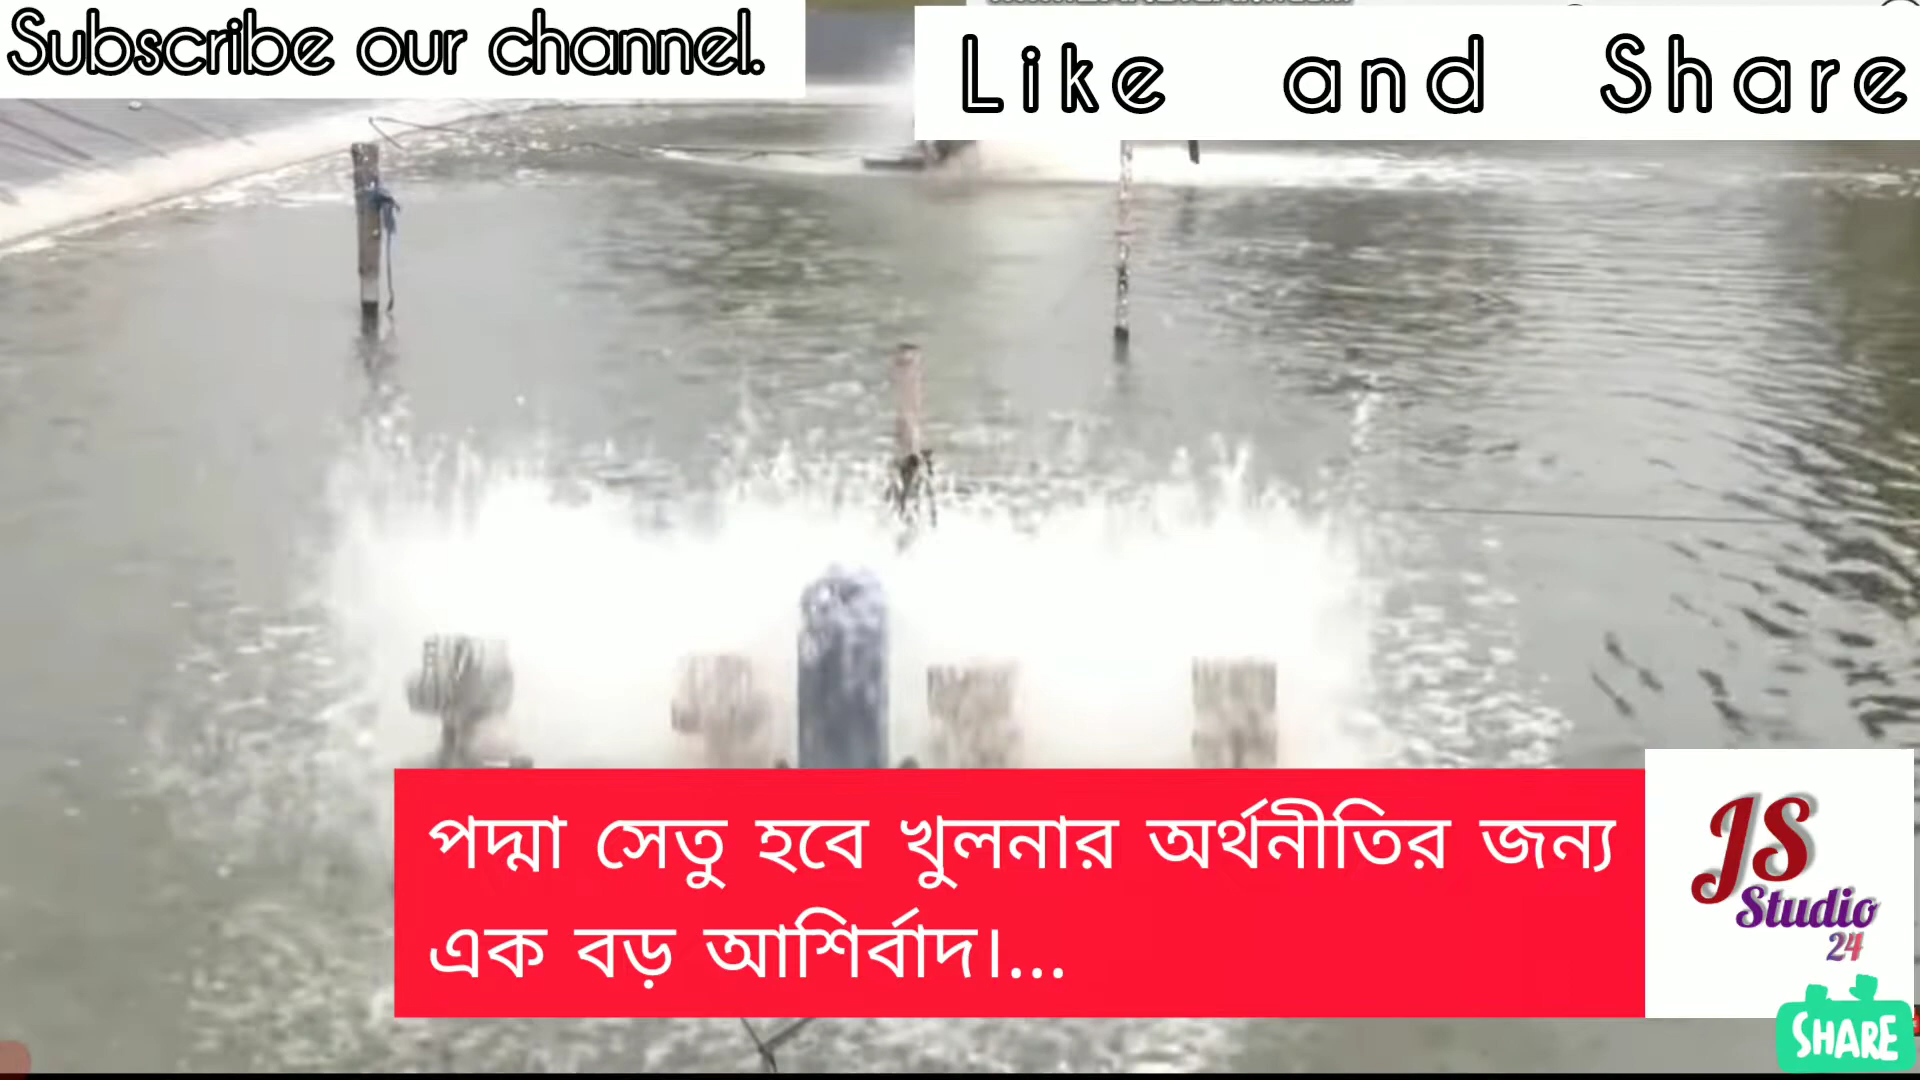 Subscribe our channel.
Like and Share
পদ্মা সেতু হবে খুলনার অর্থনীতির জন্য
এক বড় আশির্বাদ।...
JS
Studio
24
SHARE